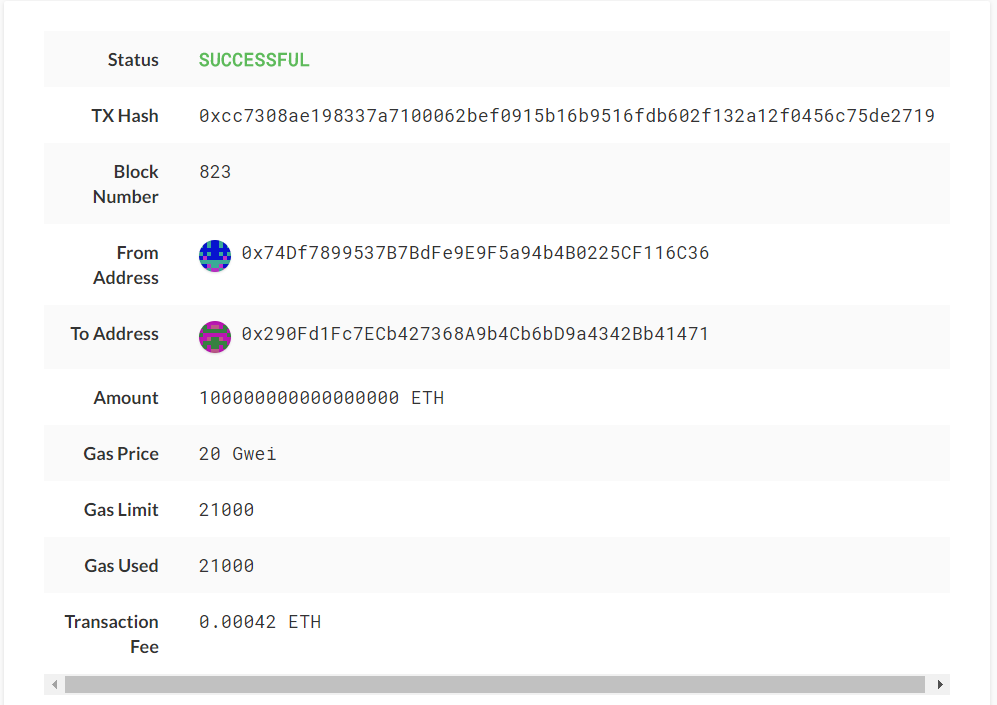 Status SUCCESSFUL
TX Hash 0xcc7308ae198337a7100062bef0915b16b9516fdb602f132a12f0456c75de2719
Block 823
Number
From 0x74Df7899537B7BdFe9E9F5a94b4B0225CF116C36
Address
To Address 0x290Fd1Fc7ECb427368A9b4Cb6bD9a4342Bb41471
Amount 100000000000000000 ETH
Gas Price 20 Gwei
Gas Limit 21000
Gas Used 21000
Transaction 0.00042 ETH
Fee